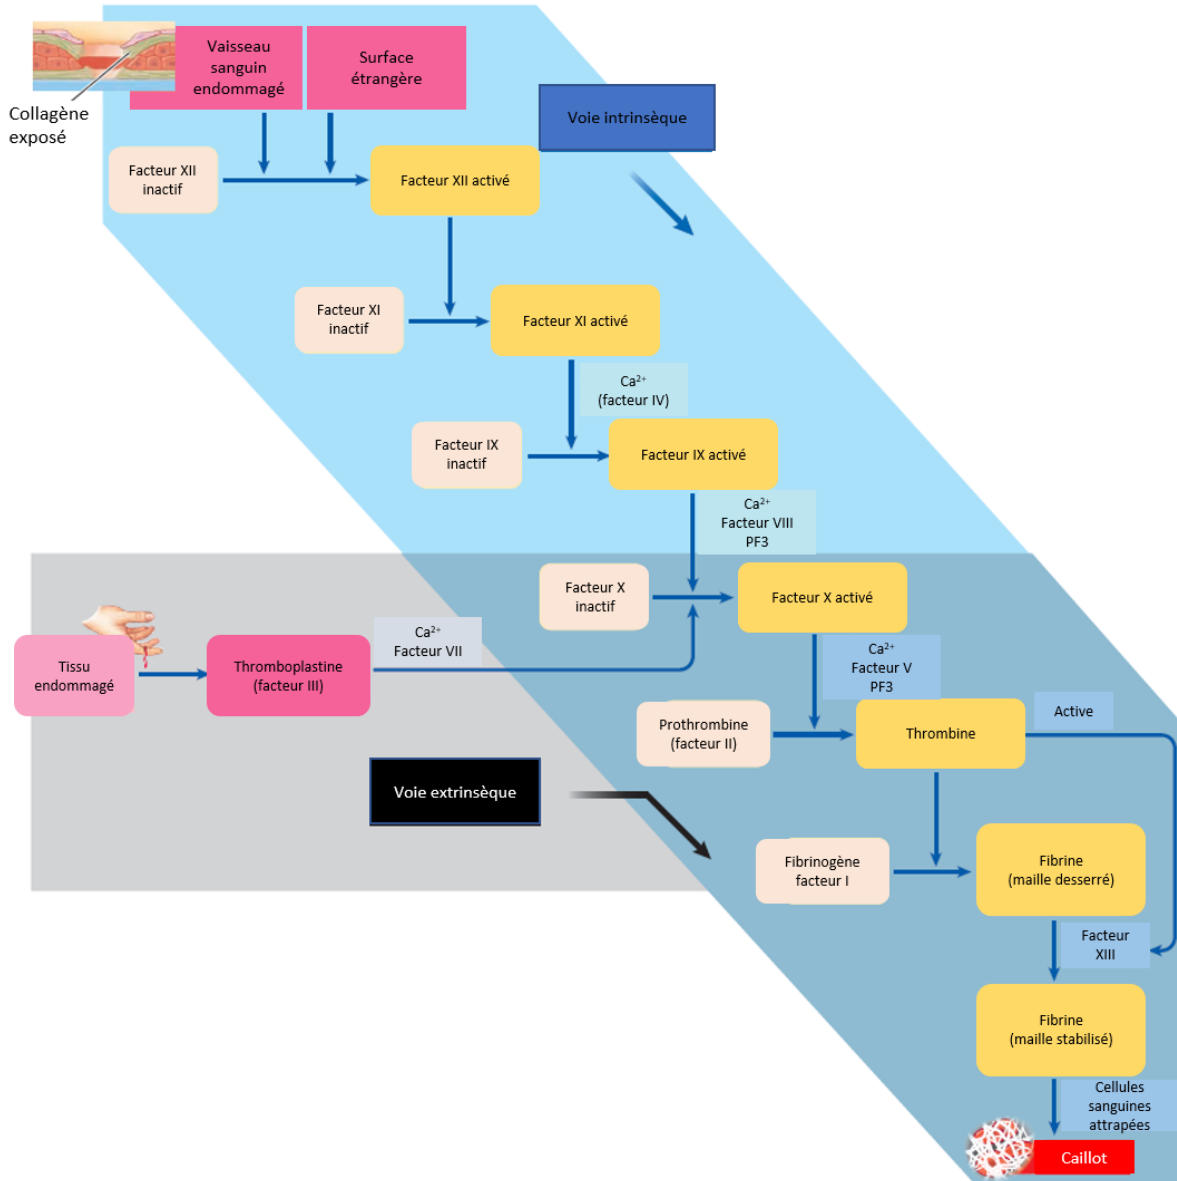 Vaisseau
sanguin
endommagé
Surface
étrangère
Collagène
exposé
Voie intrinsèque
Facteur XII
inactif
Facteur XII activé
Facteur XI
inactif
Facteur XI activé
Ca²⁺
(facteur IV)
Facteur IX
inactif
Facteur IX activé
Ca²⁺
Facteur VIII
PF3
Facteur X
inactif
Facteur X activé
Tissu
endommagé
Thromboplastine
(facteur III)
Ca²⁺
Facteur VII
Ca²⁺
Facteur V
PF3
Prothrombine
(facteur II)
Thrombine
Active
Voie extrinsèque
Fibrinogène
facteur I
Fibrine
(maille desserré)
Facteur
XIII
Fibrine
(maille stabilisé)
Cellules
sanguines
attrapées
Caillot